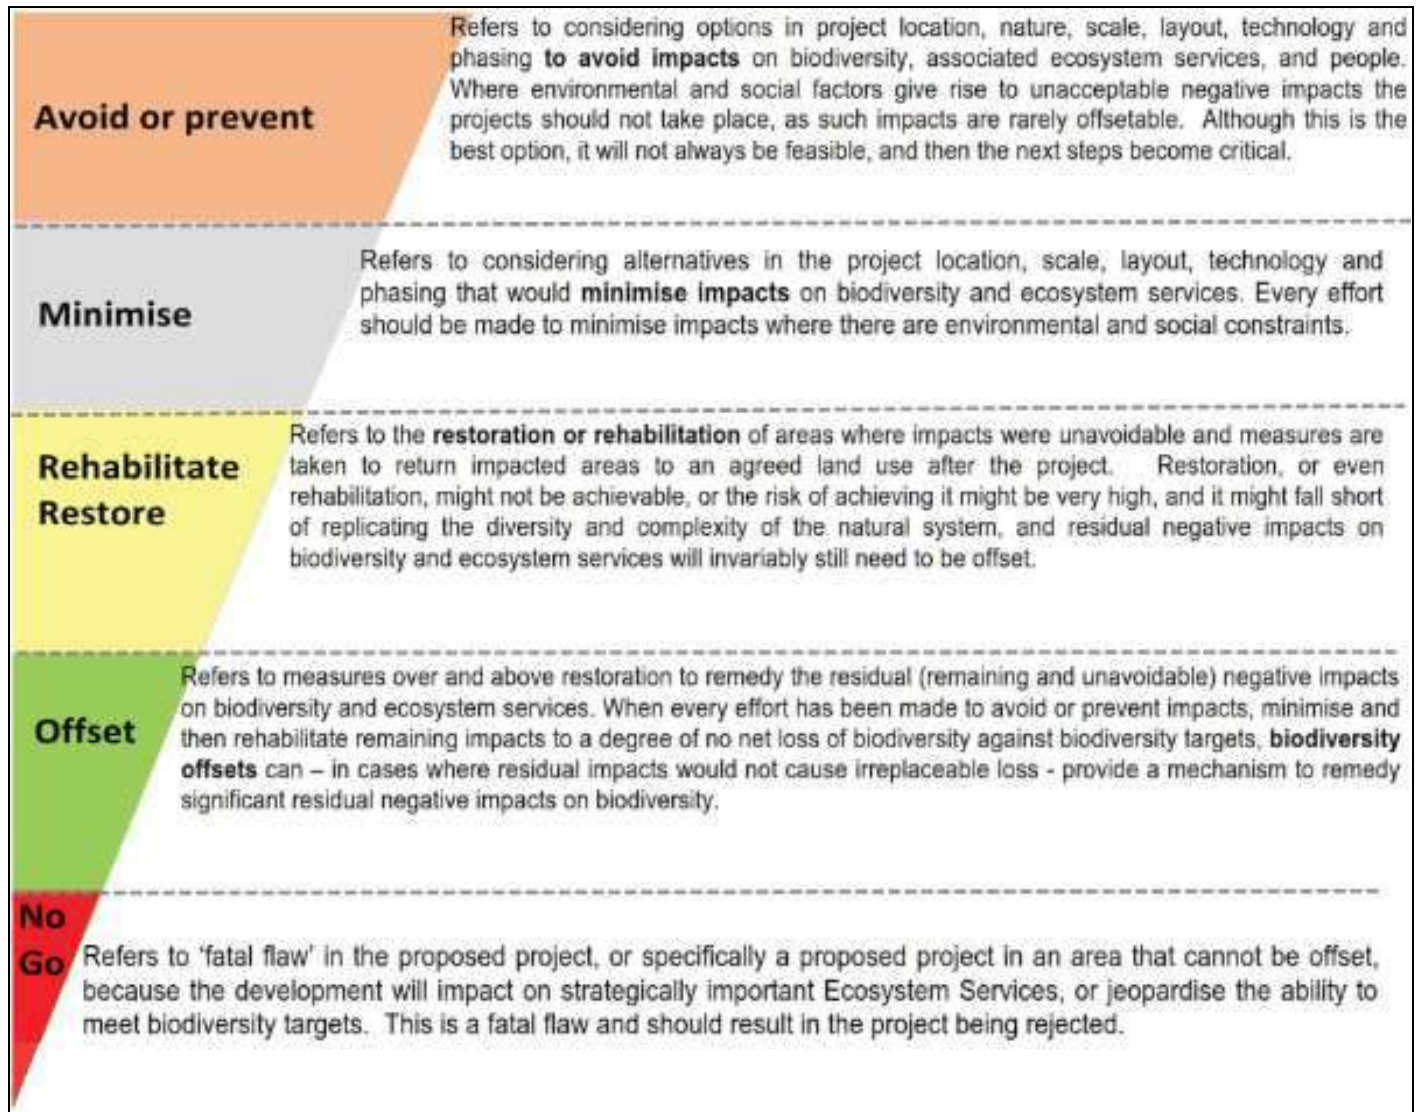 Refers to considering options in project location, nature, scale, layout, technology and
phasing to avoid impacts on biodiversity, associated ecosystem services, and people.
Where environmental and social factors give rise to unacceptable negative impacts the
projects should not take place, as such impacts are rarely offsetable. Although this is the
best option, it will not always be feasible, and then the next steps become critical.
Avoid or prevent
Refers to considering alternatives in the project location, scale, layout, technology and
phasing that would minimise impacts on biodiversity and ecosystem services. Every effort
should be made to minimise impacts where there are environmental and social constraints.
Minimise
Refers to the restoration or rehabilitation of areas where impacts were unavoidable and measures are
taken to return impacted areas to an agreed land use after the project. Restoration, or even
rehabilitation, might not be achievable, or the risk of achieving it might be very high, and it might fall short
of replicating the diversity and complexity of the natural system, and residual negative impacts on
biodiversity and ecosystem services will invariably still need to be offset.
Rehabilitate
Restore
Refers to measures over and above restoration to remedy the residual (remaining and unavoidable) negative impacts
on biodiversity and ecosystem services. When every effort has been made to avoid or prevent impacts, minimise and
then rehabilitate remaining impacts to a degree of no net loss of biodiversity against biodiversity targets, biodiversity
offsets can – in cases where residual impacts would not cause irreplaceable loss - provide a mechanism to remedy
significant residual negative impacts on biodiversity.
Offset
No
Go
Refers to ‘fatal flaw’ in the proposed project, or specifically a proposed project in an area that cannot be offset,
because the development will impact on strategically important Ecosystem Services, or jeopardise the ability to
meet biodiversity targets. This is a fatal flaw and should result in the project being rejected.